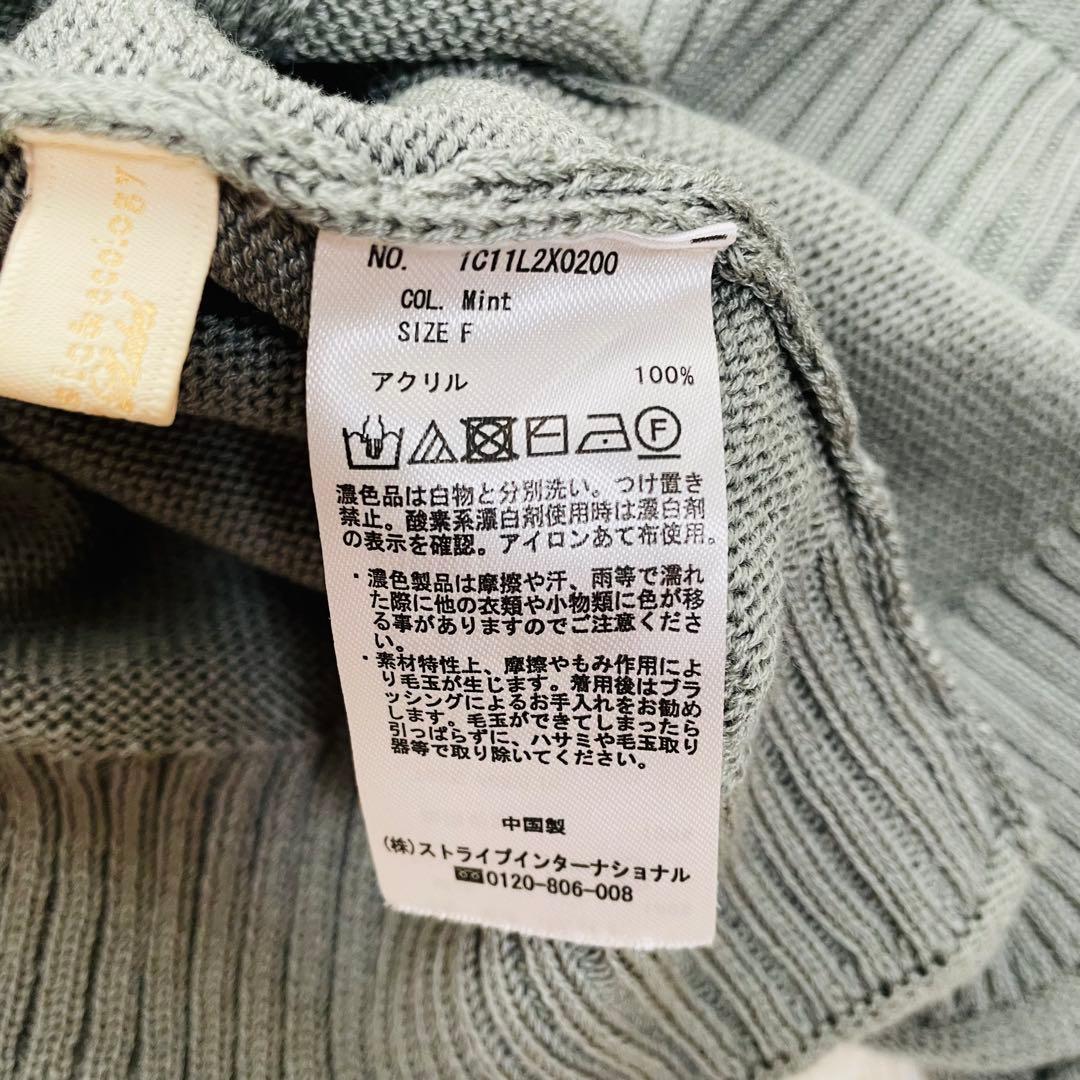 NO. 1C11L2X0200
COL. Mint
SIZE F
アクリル 100%
F
濃色品は白物と分別洗い。つけ置き
禁止。酸素系漂白剤使用時は漂白剤
の表示を確認。アイロンあて布使用。
・濃色製品は摩擦や汗、雨等で濡れ
た際に他の衣類や小物類に色が移
る事がありますのでご注意くださ
い。
・素材特性上、摩擦やもみ作用によ
り毛玉が生じます。着用後はブラ
ッシングによるお手入れをお勧め
します。毛玉ができてしまったら
引っぱらずに、ハサミや毛玉取り
器等で取り除いてください。
中国製
(株)ストライプインターナショナル
0120-806-008